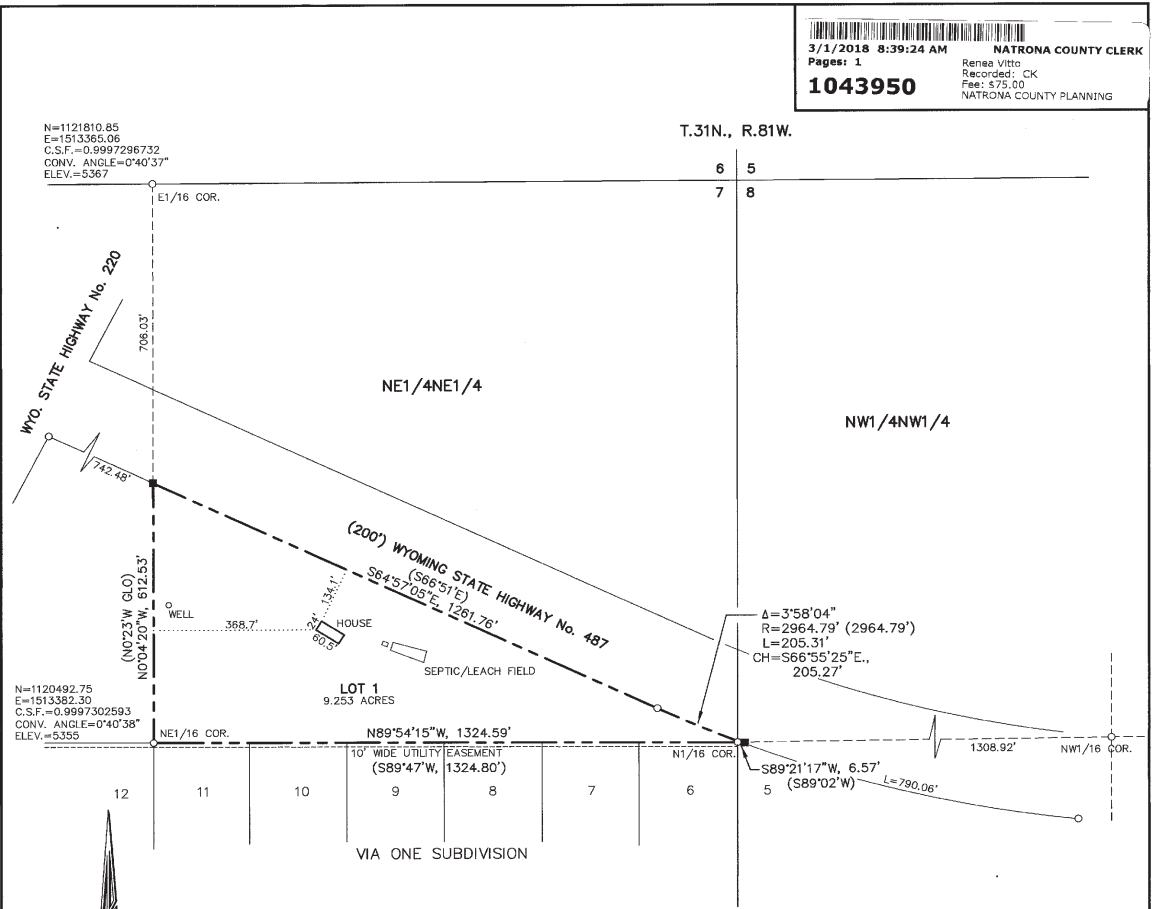 3/1/2018 8:39:24 AM NATRONA COUNTY CLERK
Pages: 1
Renea Vitto
Recorded: CK
1043950
Fee: $75.00
NATRONA COUNTY PLANNING
T.31N., R.81W.
N=1121810.85
E=1513365.06
C.S.F.=0.9997296732
CONV. ANGLE=0°40'37"
ELEV.=5367
6 5
7 8
E1/16 COR.
WYO. STATE HIGHWAY No. 220
706.03'
NE1/4NE1/4
NW1/4NW1/4
742.48'
(200') WYOMING STATE HIGHWAY No. 487
(S66°51'E)
S64°57'05"E, 1261.76'
(N0°23'W GLO)
N0°04'20"W, 612.53'
WELL
368.7'
134.1'
24'
60.5'
HOUSE
SEPTIC/LEACH FIELD
Δ=3°58'04"
R=2964.79' (2964.79')
L=205.31'
CH=S66°55'25"E.,
205.27'
LOT 1
9.253 ACRES
N=1120492.75
E=1513382.30
C.S.F.=0.9997302593
CONV. ANGLE=0°40'38"
ELEV.=5355
NE1/16 COR.
N89°54'15"W, 1324.59'
10' WIDE UTILITY EASEMENT
(S89°47'W, 1324.80')
N1/16 COR.
1308.92'
NW1/16 COR.
S89°21'17"W, 6.57'
(S89°02'W)
L=790.06'
12 11 10 9 8 7 6 5
VIA ONE SUBDIVISION